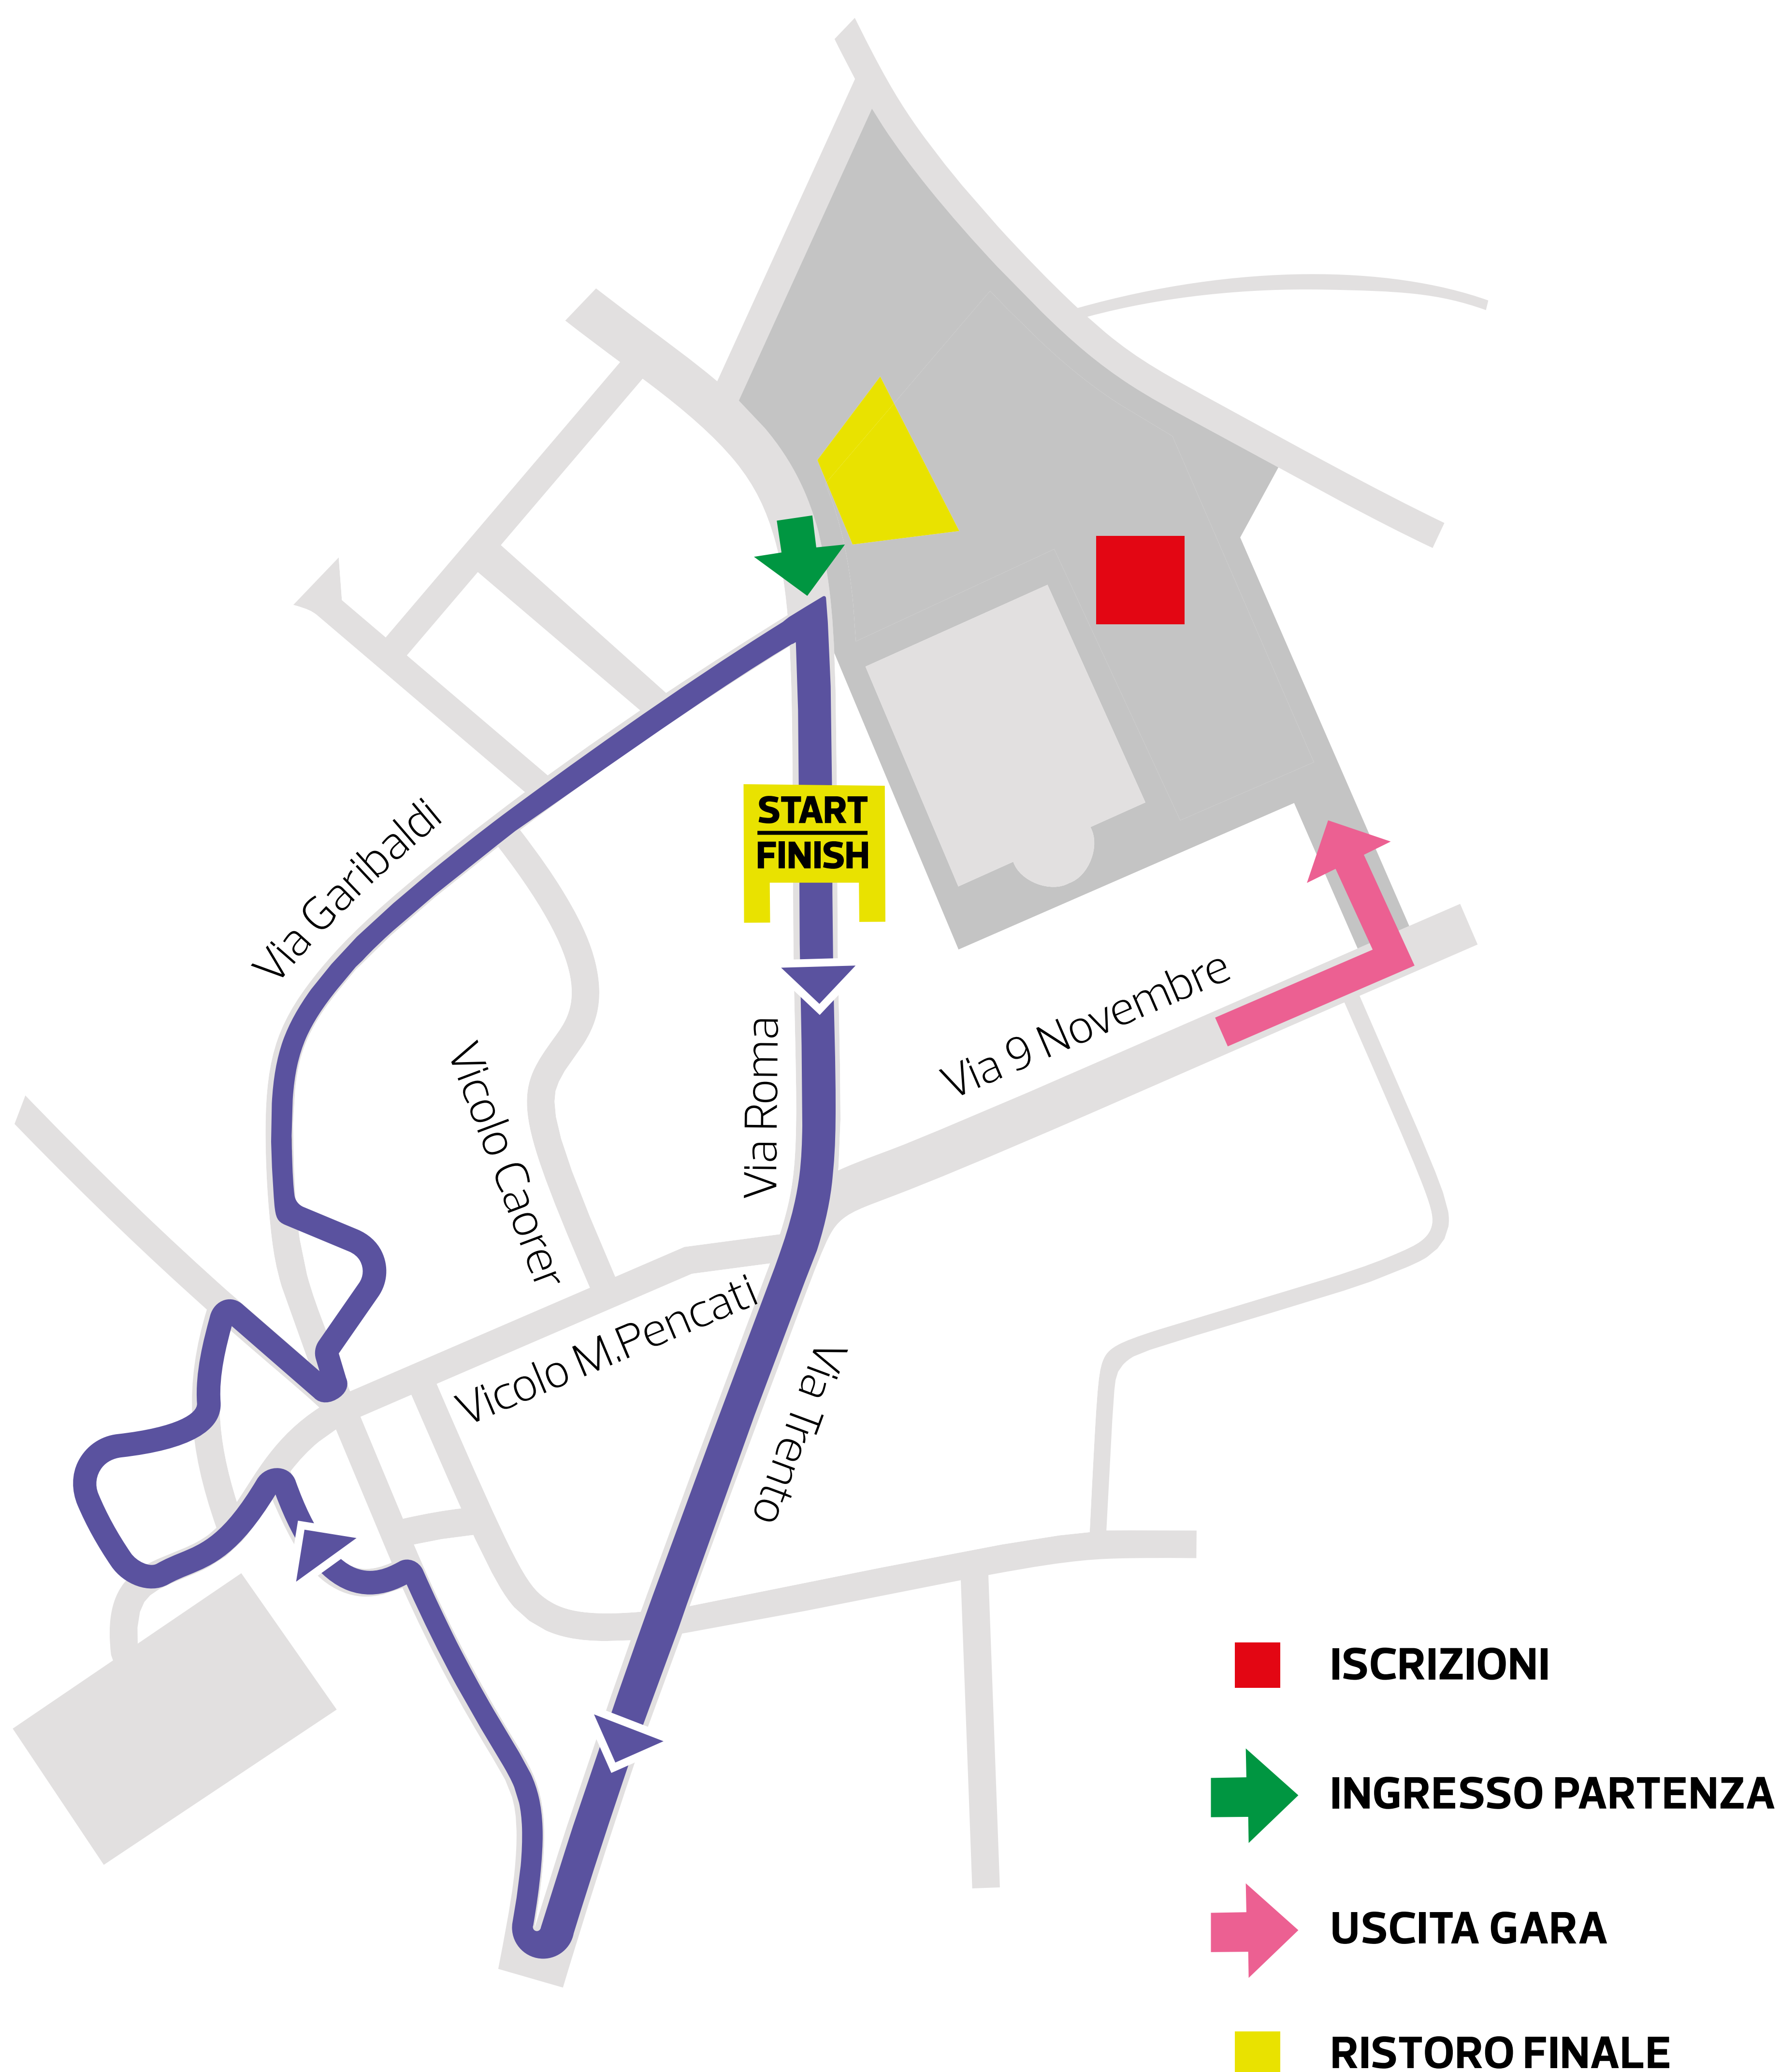 START
FINISH
Via Garibaldi
Via 9 Novembre
Via Roma
Vicolo Caorer
Vicolo M.Pencati
Via Trento
ISCRIZIONI
INGRESSO PARTENZA
USCITA GARA
RISTORO FINALE